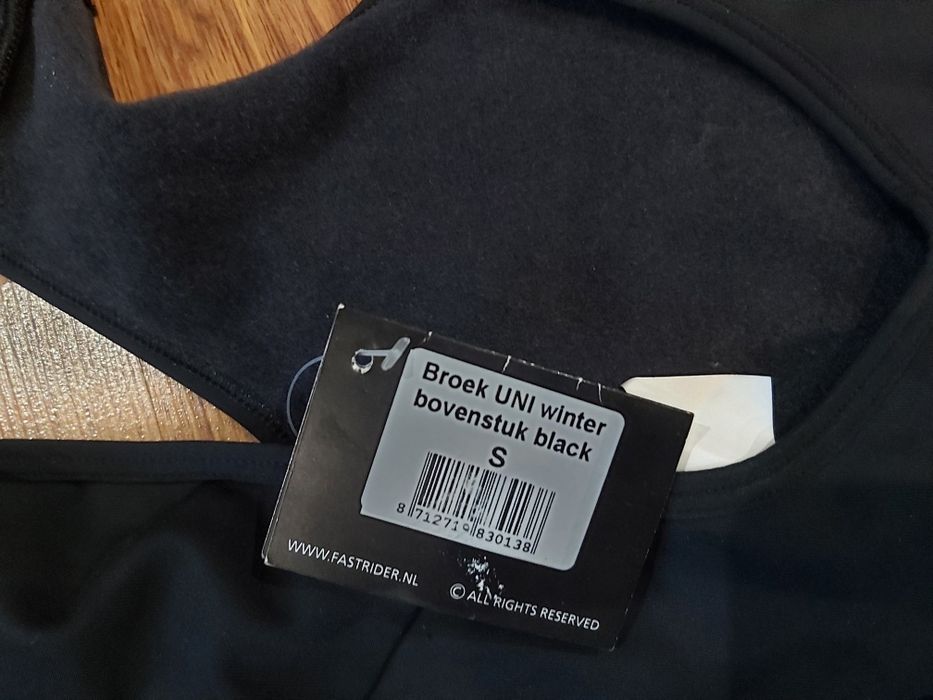 Broek UNI winter
bovenstuk black
S
8 712719 830138
WWW.FASTRIDER.NL
© ALL RIGHTS RESERVED